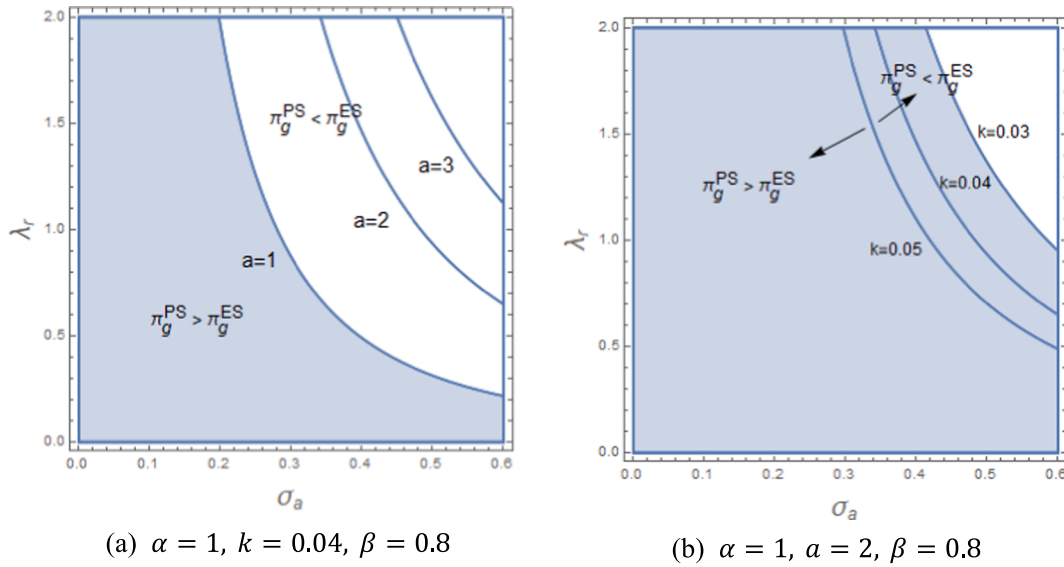 2.0
1.5
1.0
0.5
0.0
λ_r
π_g^PS < π_g^ES
a=3
a=2
a=1
π_g^PS > π_g^ES
0.0 0.1 0.2 0.3 0.4 0.5 0.6
σ_a
(a) α = 1, k = 0.04, β = 0.8
2.0
1.5
1.0
0.5
0.0
λ_r
π_g^PS < π_g^ES
k=0.03
π_g^PS > π_g^ES
k=0.04
k=0.05
0.0 0.1 0.2 0.3 0.4 0.5 0.6
σ_a
(b) α = 1, a = 2, β = 0.8